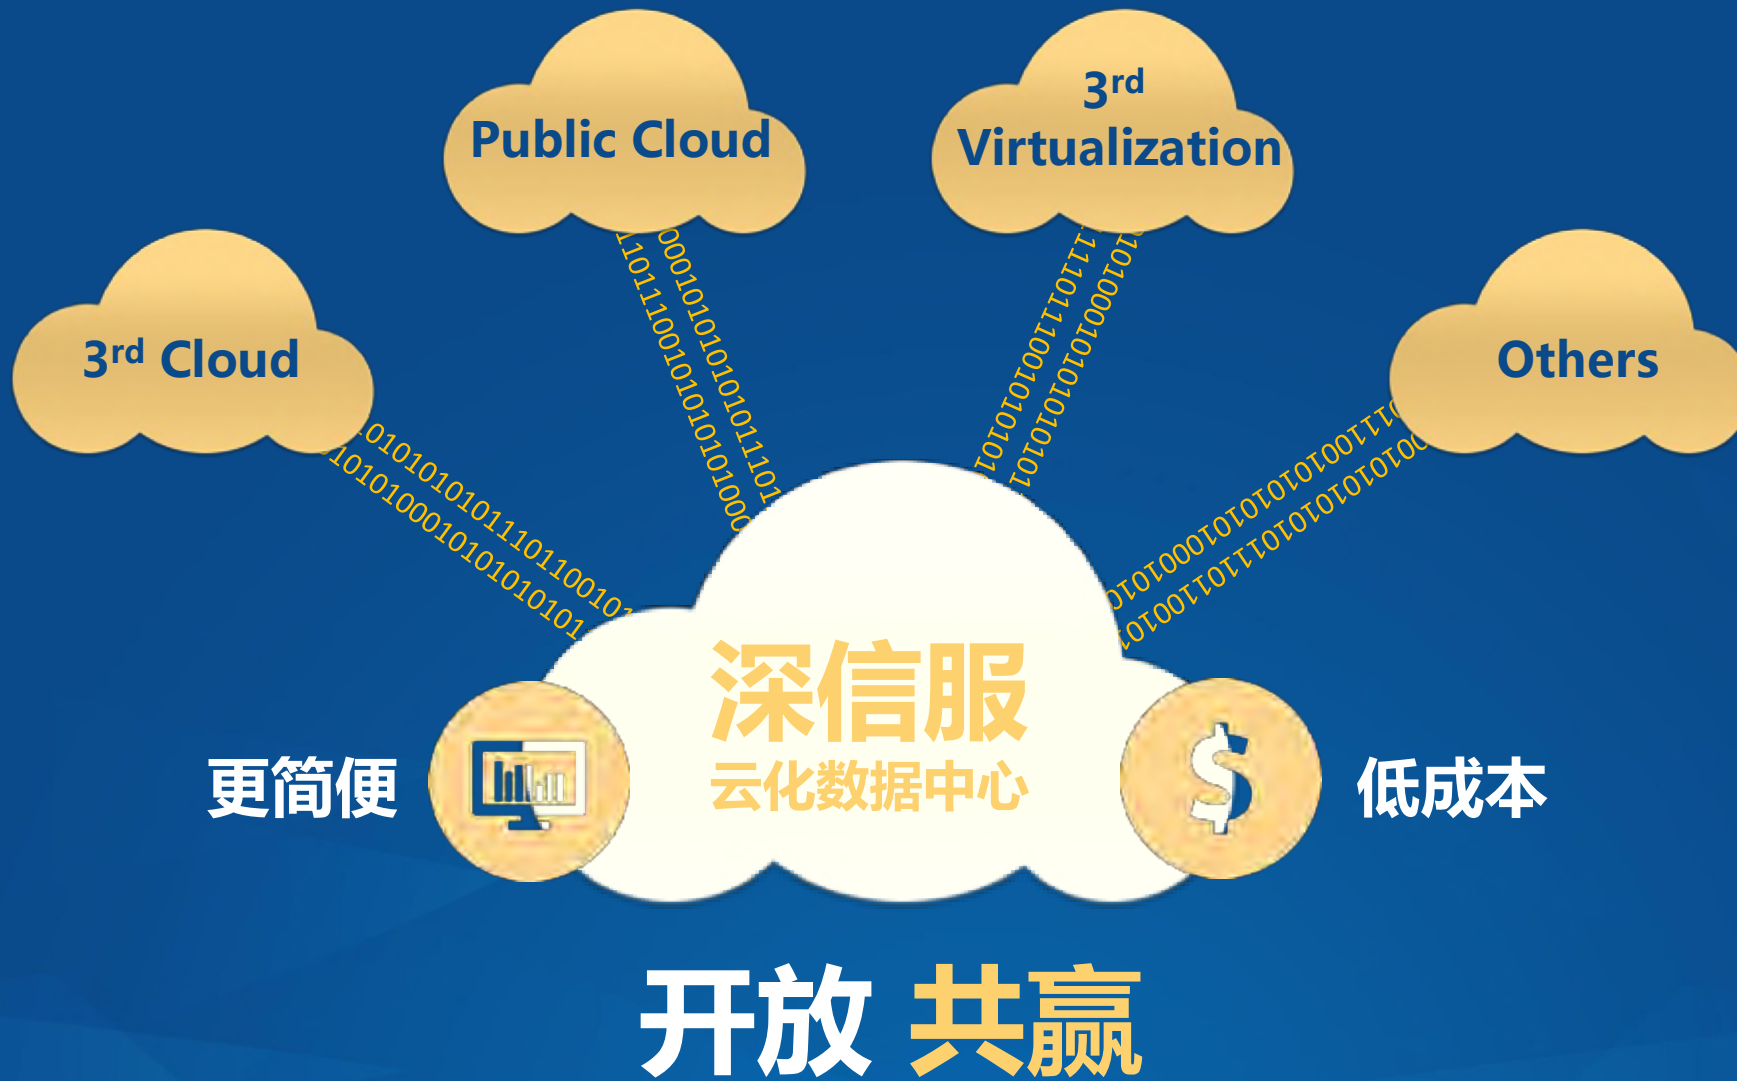 Public Cloud
3rd
Virtualization
3rd Cloud
Others
深信服
云化数据中心
更简便
低成本
开放 共赢